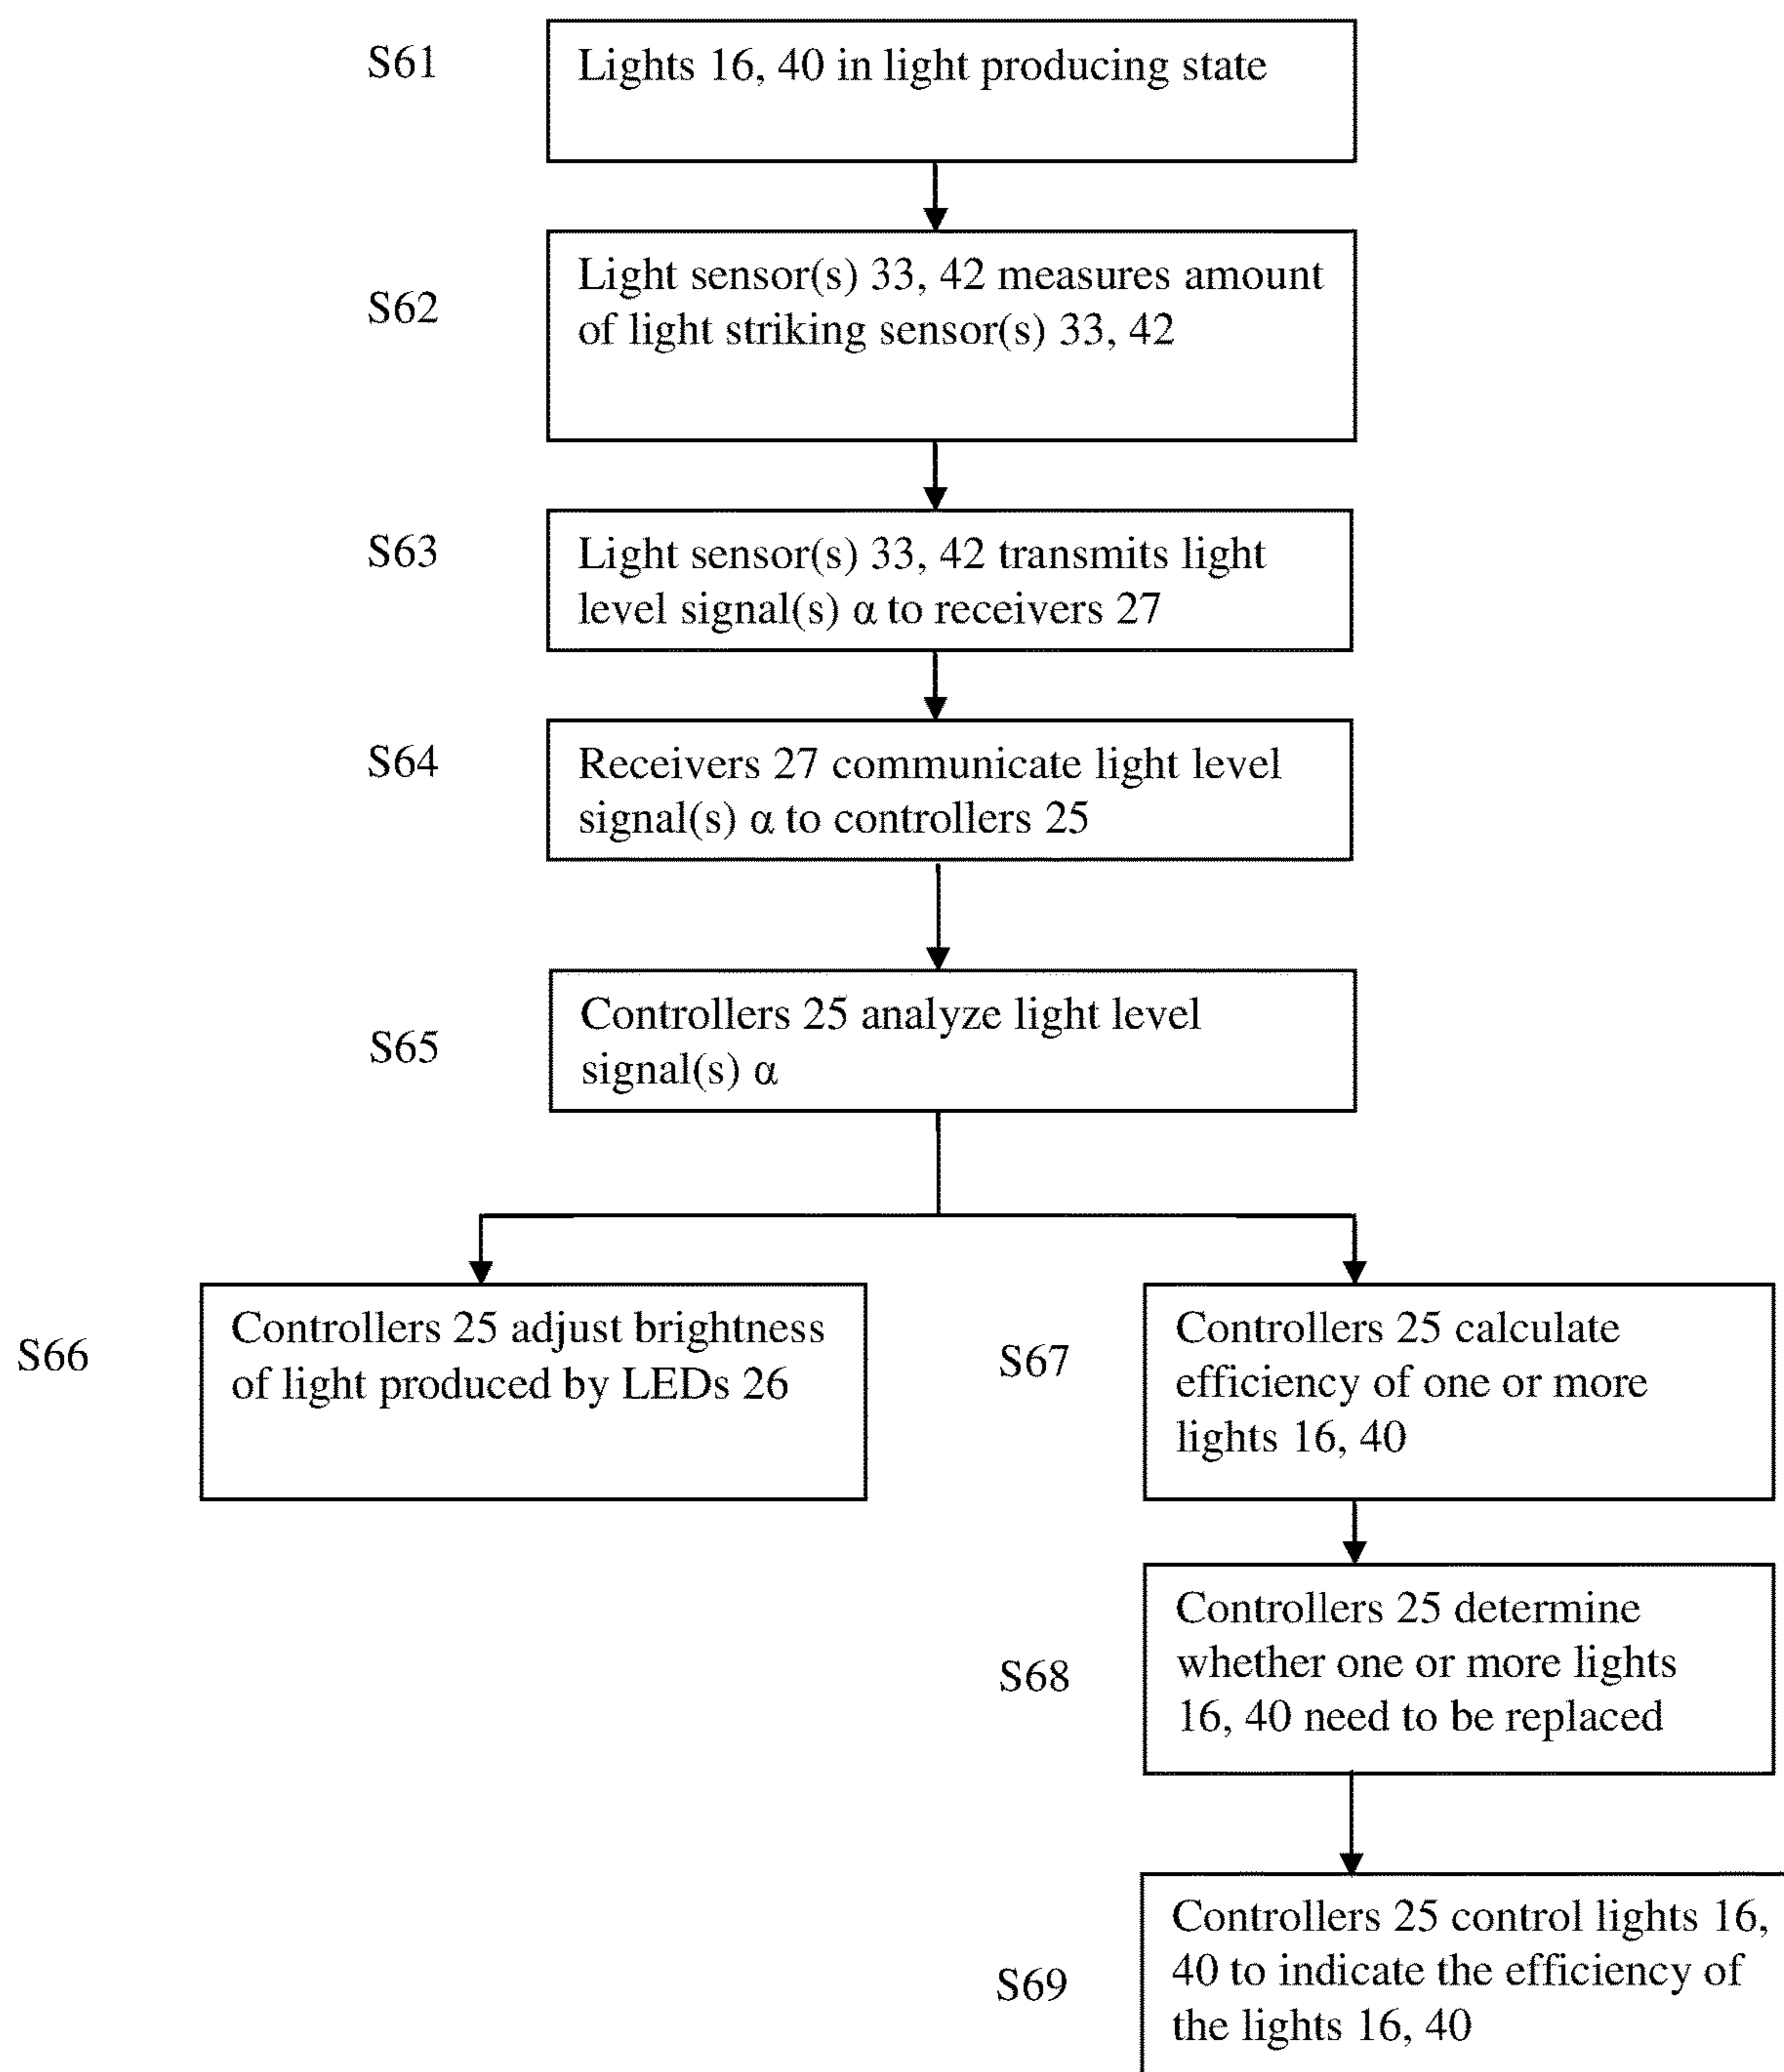 S61
Lights 16, 40 in light producing state
S62
Light sensor(s) 33, 42 measures amount
of light striking sensor(s) 33, 42
S63
Light sensor(s) 33, 42 transmits light
level signal(s) α to receivers 27
S64
Receivers 27 communicate light level
signal(s) α to controllers 25
S65
Controllers 25 analyze light level
signal(s) α
S66
Controllers 25 adjust brightness
of light produced by LEDs 26
S67
Controllers 25 calculate
efficiency of one or more
lights 16, 40
S68
Controllers 25 determine
whether one or more lights
16, 40 need to be replaced
S69
Controllers 25 control lights 16,
40 to indicate the efficiency of
the lights 16, 40